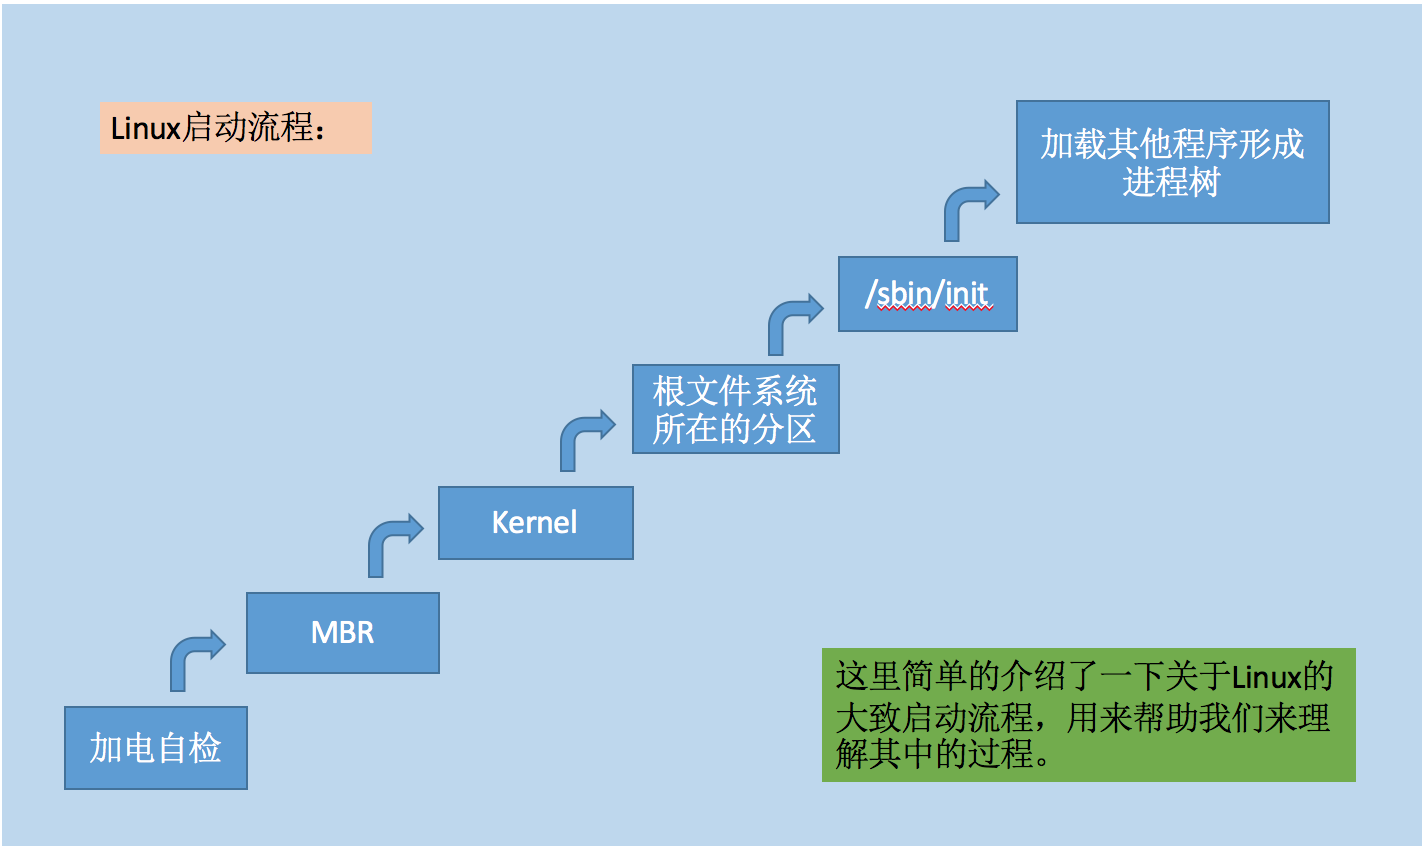 Linux启动流程：
加载其他程序形成
进程树
/sbin/init
根文件系统
所在的分区
Kernel
MBR
加电自检
这里简单的介绍了一下关于Linux的
大致启动流程，用来帮助我们来理
解其中的过程。